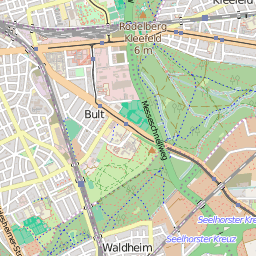 Kleefeld
Rodelberg
Kleefeld
6 m
Messeschnellweg
Bult
Seelhorster
Kreuz
Seelhorster Kreuz
Waldheim